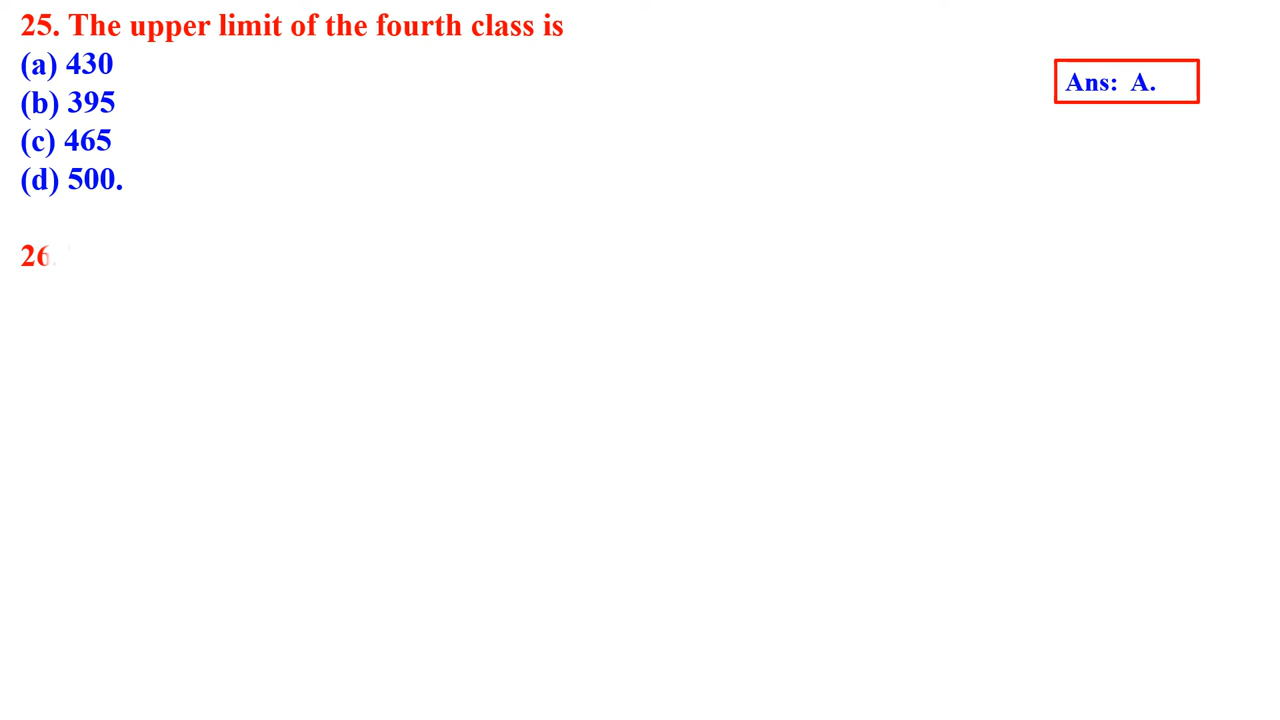 25. The upper limit of the fourth class is
(a) 430
Ans: A.
(b) 395
(c) 465
(d) 500.
26.